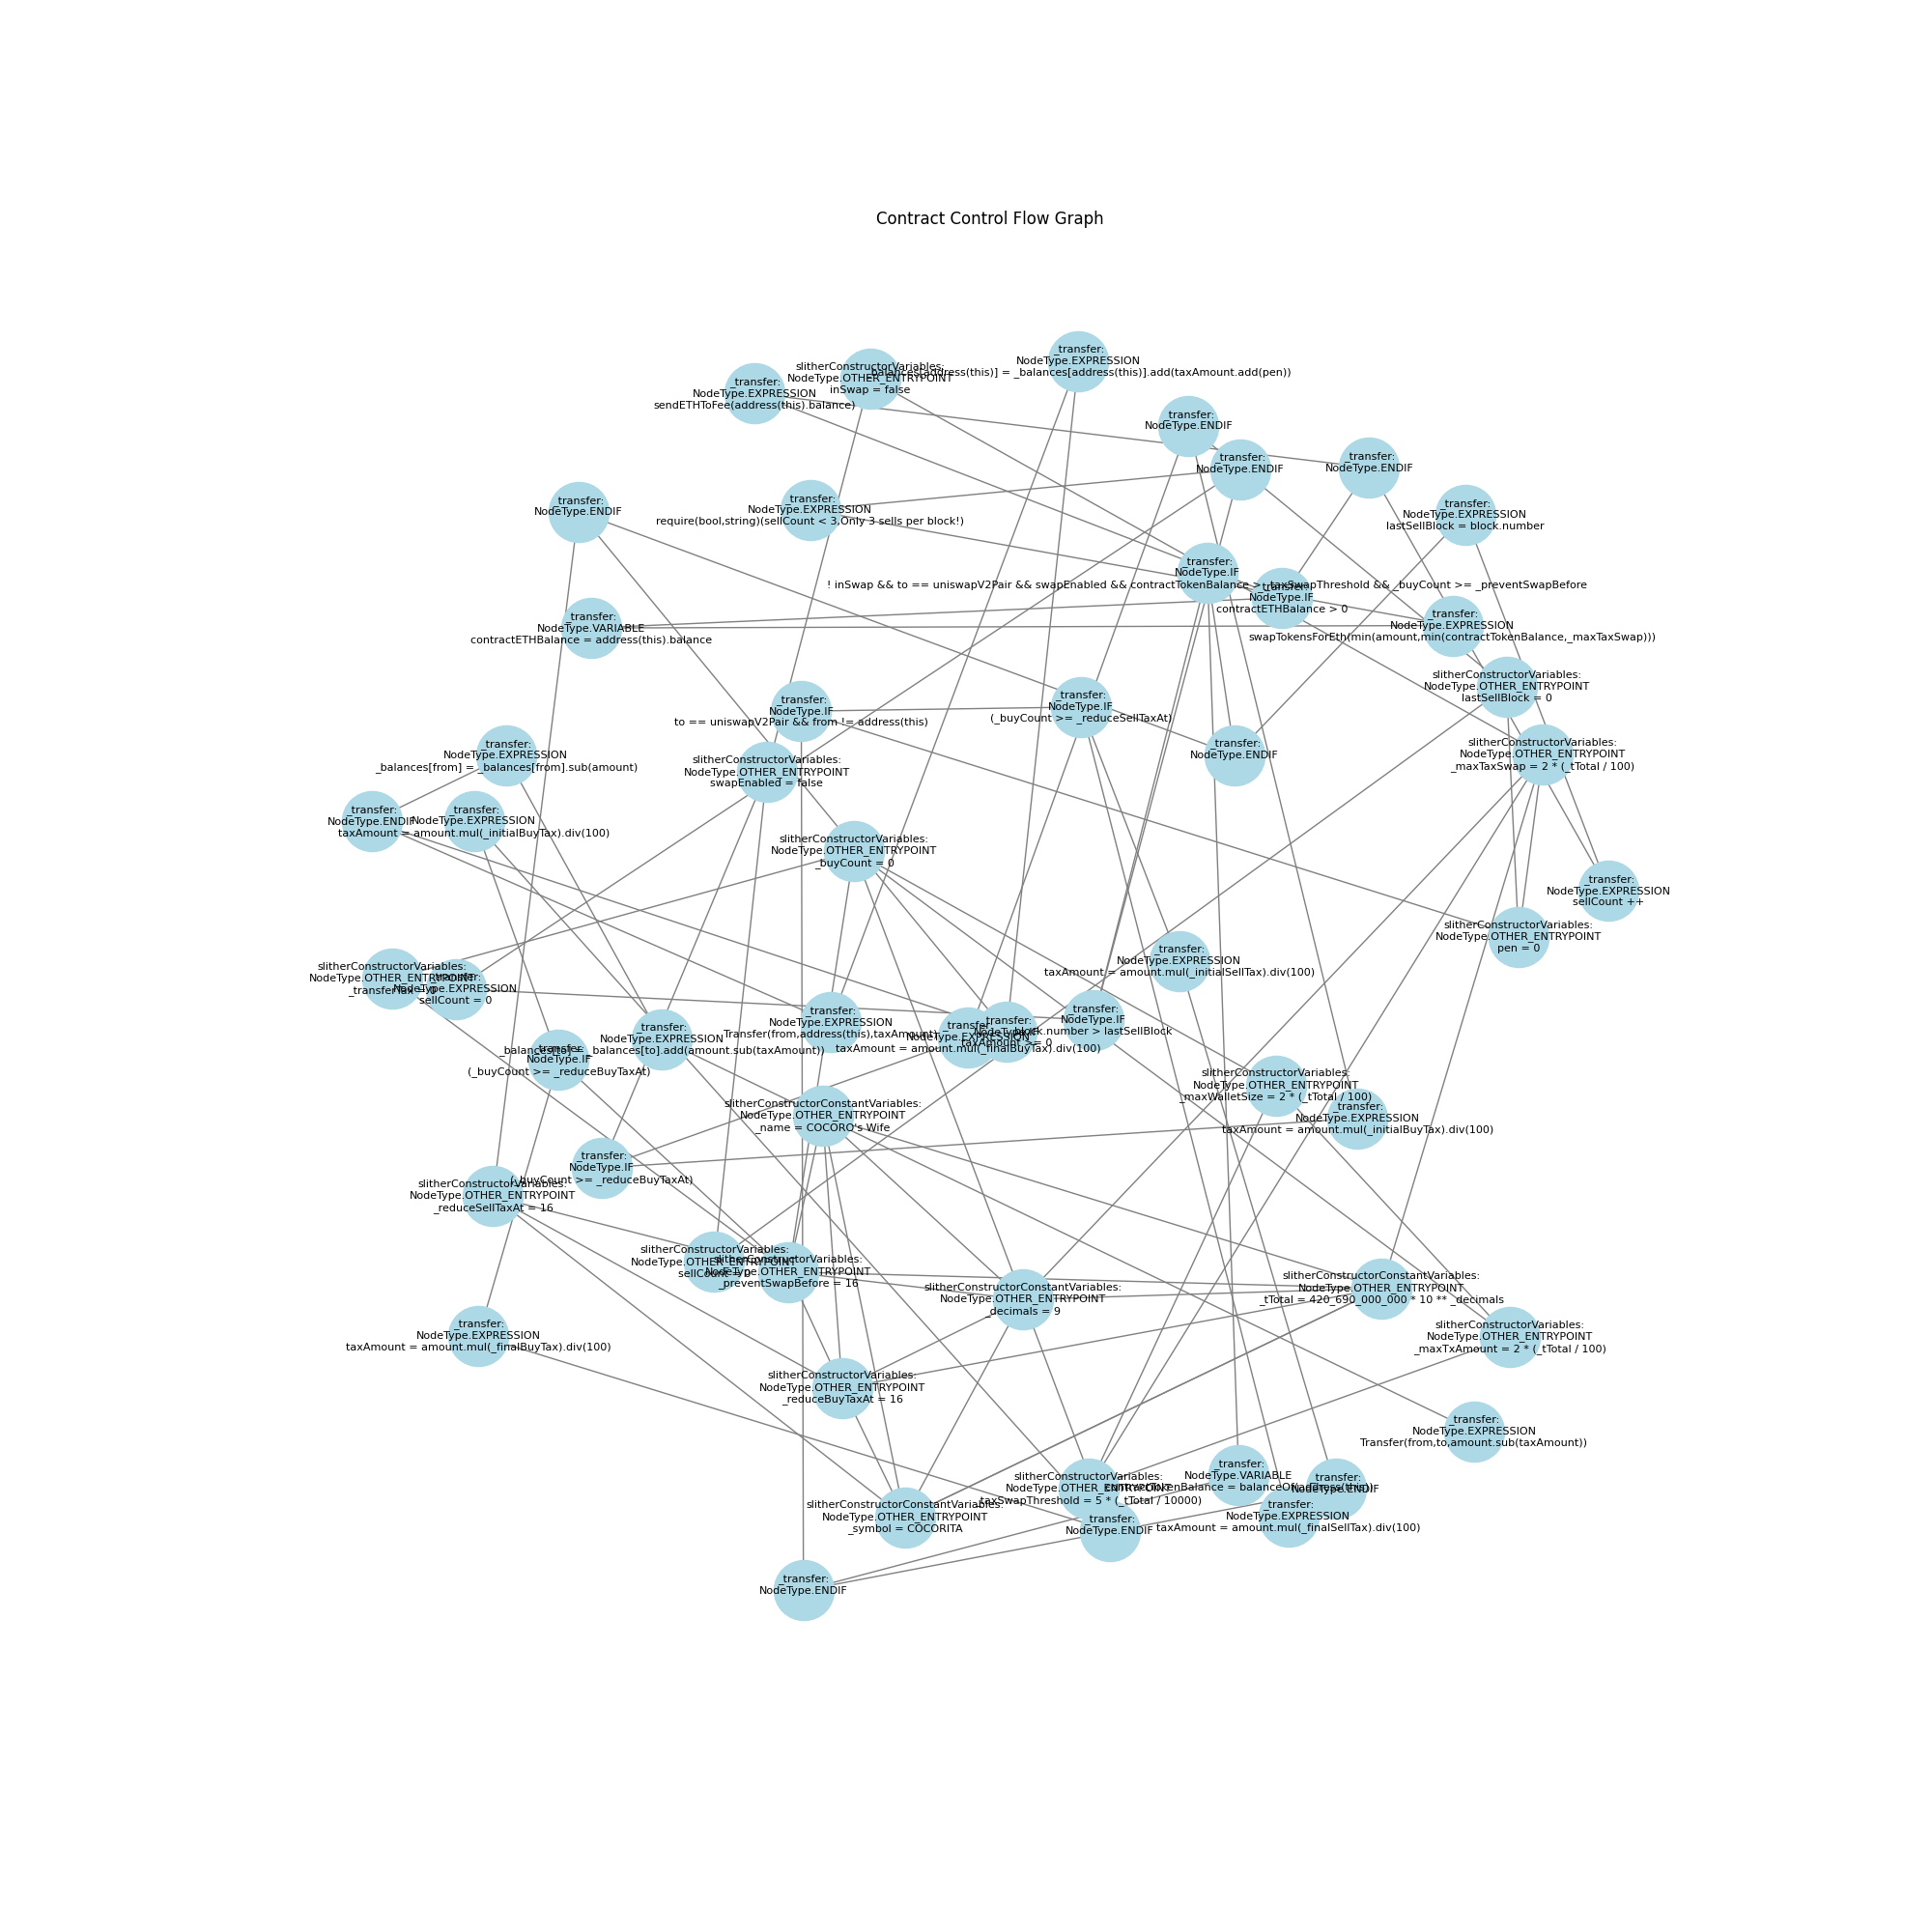 Contract Control Flow Graph
_transfer:
NodeType.EXPRESSION
_balances[address(this)] = _balances[address(this)].add(taxAmount.add(pen))
slitherConstructorVariables:
NodeType.OTHER_ENTRYPOINT
inSwap = false
_transfer:
NodeType.EXPRESSION
sendETHToFee(address(this).balance)
_transfer:
NodeType.ENDIF
_transfer:
NodeType.ENDIF
_transfer:
NodeType.ENDIF
_transfer:
NodeType.ENDIF
_transfer:
NodeType.EXPRESSION
require(bool,string)(sellCount < 3,Only 3 sells per block!)
_transfer:
NodeType.EXPRESSION
lastSellBlock = block.number
_transfer:
NodeType.IF
! inSwap && to == uniswapV2Pair && swapEnabled && contractTokenBalance > _taxSwapThreshold && _buyCount >= _preventSwapBefore
_transfer:
NodeType.IF
contractETHBalance > 0
_transfer:
NodeType.VARIABLE
contractETHBalance = address(this).balance
_transfer:
NodeType.EXPRESSION
swapTokensForEth(min(amount,min(contractTokenBalance,_maxTaxSwap)))
slitherConstructorVariables:
NodeType.OTHER_ENTRYPOINT
lastSellBlock = 0
_transfer:
NodeType.IF
to == uniswapV2Pair && from != address(this)
_transfer:
NodeType.IF
(_buyCount >= _reduceSellTaxAt)
_transfer:
NodeType.ENDIF
slitherConstructorVariables:
NodeType.OTHER_ENTRYPOINT
_maxTaxSwap = 2 * (_tTotal / 100)
_transfer:
NodeType.EXPRESSION
_balances[from] = _balances[from].sub(amount)
slitherConstructorVariables:
NodeType.OTHER_ENTRYPOINT
swapEnabled = false
_transfer:
NodeType.ENDIF
_transfer:
NodeType.EXPRESSION
taxAmount = amount.mul(_initialBuyTax).div(100)
slitherConstructorVariables:
NodeType.OTHER_ENTRYPOINT
_buyCount = 0
_transfer:
NodeType.EXPRESSION
sellCount ++
slitherConstructorVariables:
NodeType.OTHER_ENTRYPOINT
pen = 0
_transfer:
NodeType.EXPRESSION
taxAmount = amount.mul(_initialSellTax).div(100)
slitherConstructorVariables:
NodeType.OTHER_ENTRYPOINT
_transferTax = 0
_transfer:
NodeType.EXPRESSION
sellCount = 0
_transfer:
NodeType.EXPRESSION
Transfer(from,address(this),taxAmount)
_transfer:
NodeType.EXPRESSION
taxAmount = amount.mul(_finalBuyTax).div(100)
_transfer:
NodeType.IF
taxAmount >= 0
_transfer:
NodeType.IF
block.number > lastSellBlock
_transfer:
NodeType.EXPRESSION
_balances[to] = _balances[to].add(amount.sub(taxAmount))
_transfer:
NodeType.IF
(_buyCount >= _reduceBuyTaxAt)
slitherConstructorVariables:
NodeType.OTHER_ENTRYPOINT
_maxWalletSize = 2 * (_tTotal / 100)
_transfer:
NodeType.EXPRESSION
taxAmount = amount.mul(_initialBuyTax).div(100)
slitherConstructorConstantVariables:
NodeType.OTHER_ENTRYPOINT
_name = COCORO's Wife
_transfer:
NodeType.IF
(_buyCount >= _reduceBuyTaxAt)
slitherConstructorVariables:
NodeType.OTHER_ENTRYPOINT
_reduceSellTaxAt = 16
slitherConstructorVariables:
NodeType.OTHER_ENTRYPOINT
sellCount = 0
slitherConstructorVariables:
NodeType.OTHER_ENTRYPOINT
_preventSwapBefore = 16
slitherConstructorConstantVariables:
NodeType.OTHER_ENTRYPOINT
_decimals = 9
slitherConstructorConstantVariables:
NodeType.OTHER_ENTRYPOINT
_tTotal = 420_690_000_000 * 10 ** _decimals
_transfer:
NodeType.EXPRESSION
taxAmount = amount.mul(_finalBuyTax).div(100)
slitherConstructorVariables:
NodeType.OTHER_ENTRYPOINT
_maxTxAmount = 2 * (_tTotal / 100)
slitherConstructorVariables:
NodeType.OTHER_ENTRYPOINT
_reduceBuyTaxAt = 16
_transfer:
NodeType.EXPRESSION
Transfer(from,to,amount.sub(taxAmount))
slitherConstructorVariables:
NodeType.OTHER_ENTRYPOINT
_taxSwapThreshold = 5 * (_tTotal / 10000)
_transfer:
NodeType.VARIABLE
contractTokenBalance = balanceOf(address(this))
_transfer:
NodeType.ENDIF
slitherConstructorConstantVariables:
NodeType.OTHER_ENTRYPOINT
_symbol = COCORITA
_transfer:
NodeType.ENDIF
_transfer:
NodeType.EXPRESSION
taxAmount = amount.mul(_finalSellTax).div(100)
_transfer:
NodeType.ENDIF